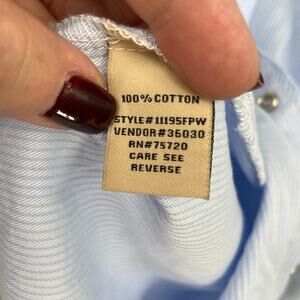 100% COTTON
STYLE#11195FPW
VENDOR#36030
RN#75720
CARE SEE
REVERSE